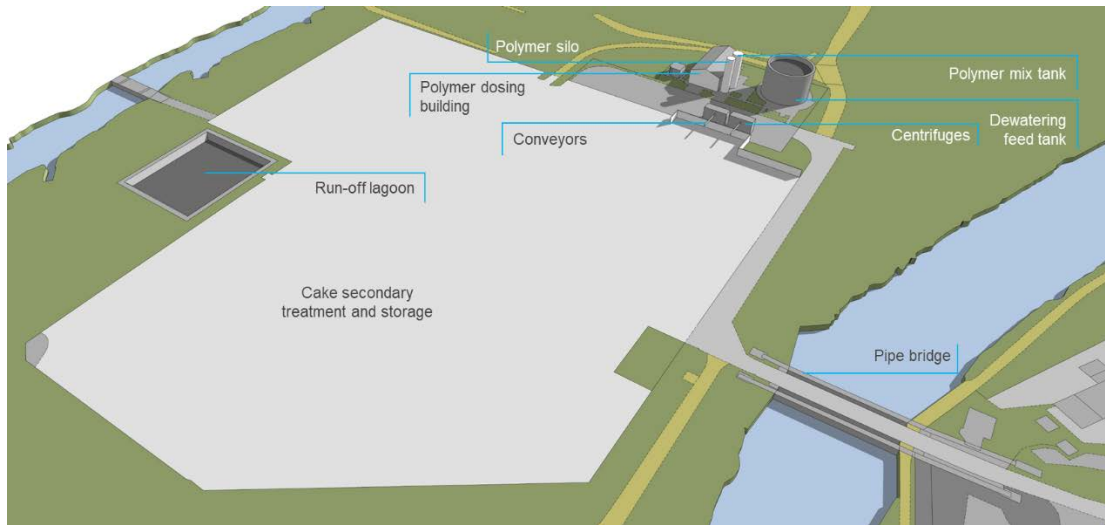 Polymer silo
Polymer mix tank
Polymer dosing
building
Dewatering
feed tank
Conveyors
Centrifuges
Run-off lagoon
Cake secondary
treatment and storage
Pipe bridge